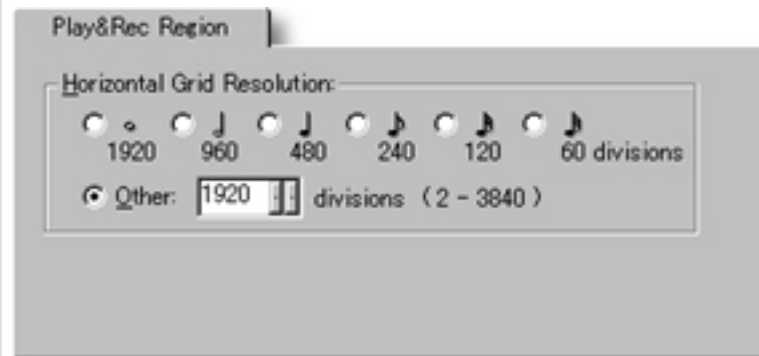 Play&Rec Region
Horizontal Grid Resolution:
1920 960 480 240 120 60 divisions
Other: 1920 divisions ( 2 - 3840 )